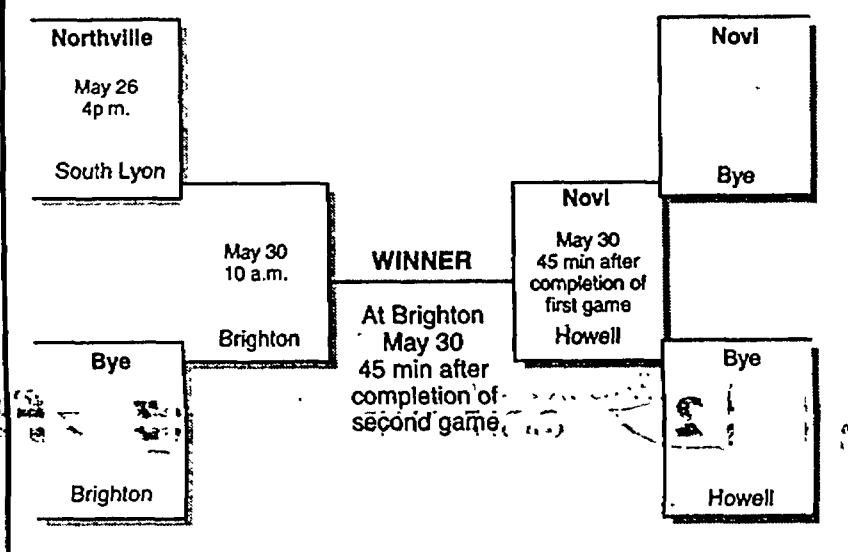 Northville
May 26
4p m.
South Lyon
May 30
10 a.m.
Brighton
Bye
Brighton
WINNER
At Brighton
May 30
45 min after
completion of
second game
Novi
Bye
Novi
May 30
45 min after
completion of
first game
Howell
Bye
Howell